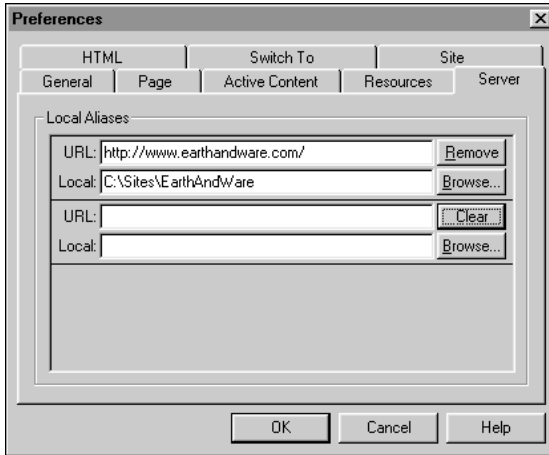 Preferences
HTML Switch To Site
General Page Active Content Resources Server
Local Aliases
URL: http://www.earthandware.com/ Remove
Local: C:\Sites\EarthAndWare Browse...
URL: Clear
Local: Browse...
OK Cancel Help